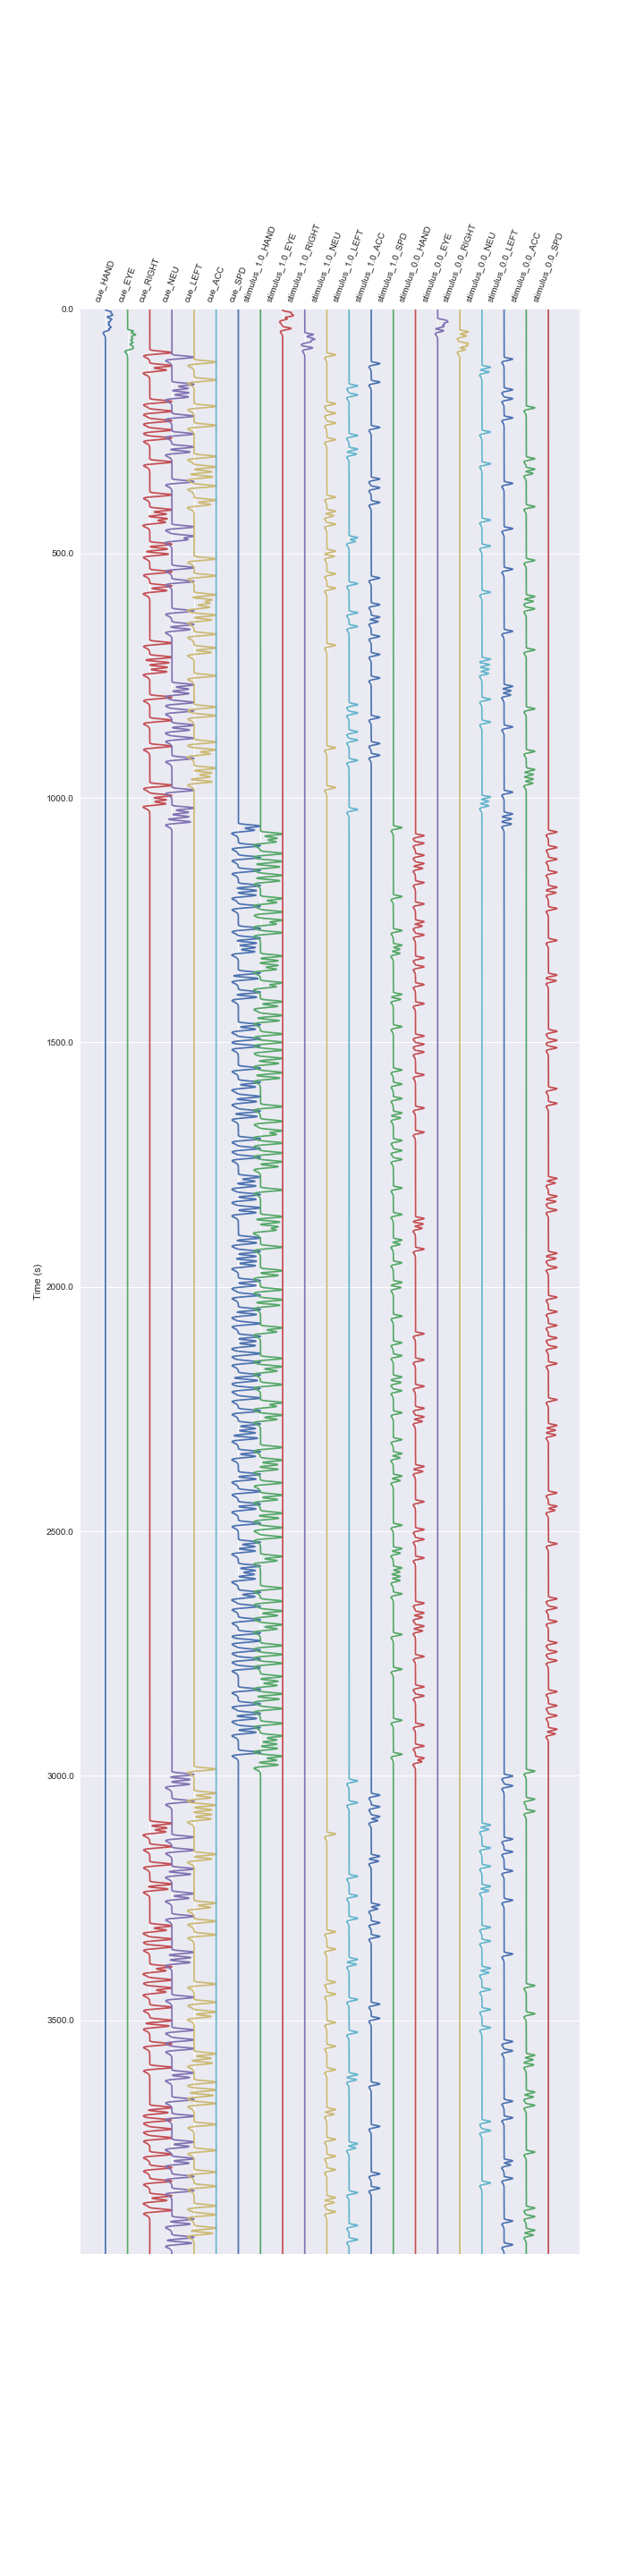 cue_HAND
cue_EYE
cue_RIGHT
cue_NEU
cue_LEFT
cue_ACC
cue_SPD
stimulus_1.0_HAND
stimulus_1.0_EYE
stimulus_1.0_RIGHT
stimulus_1.0_NEU
stimulus_1.0_LEFT
stimulus_1.0_ACC
stimulus_1.0_SPD
stimulus_0.0_HAND
stimulus_0.0_EYE
stimulus_0.0_RIGHT
stimulus_0.0_NEU
stimulus_0.0_LEFT
stimulus_0.0_ACC
stimulus_0.0_SPD
0.0
500.0
1000.0
1500.0
Time (s)
2000.0
2500.0
3000.0
3500.0